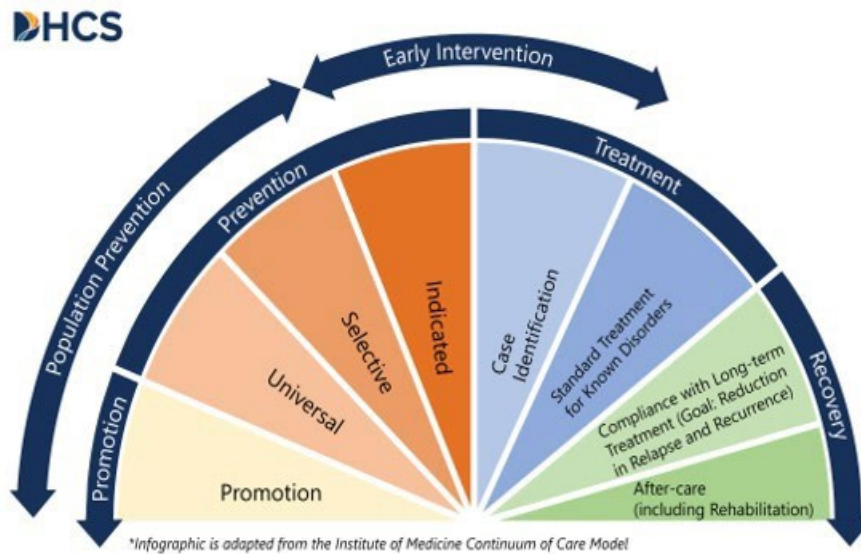 DHCS
Early Intervention
Population Prevention
Prevention
Treatment
Promotion
Recovery
Promotion
Universal
Selective
Indicated
Case
Identification
Standard Treatment
for Known Disorders
Compliance with Long-term
Treatment (Goal: Reduction
in Relapse and Recurrence)
After-care
(including Rehabilitation)
*Infographic is adapted from the Institute of Medicine Continuum of Care Model